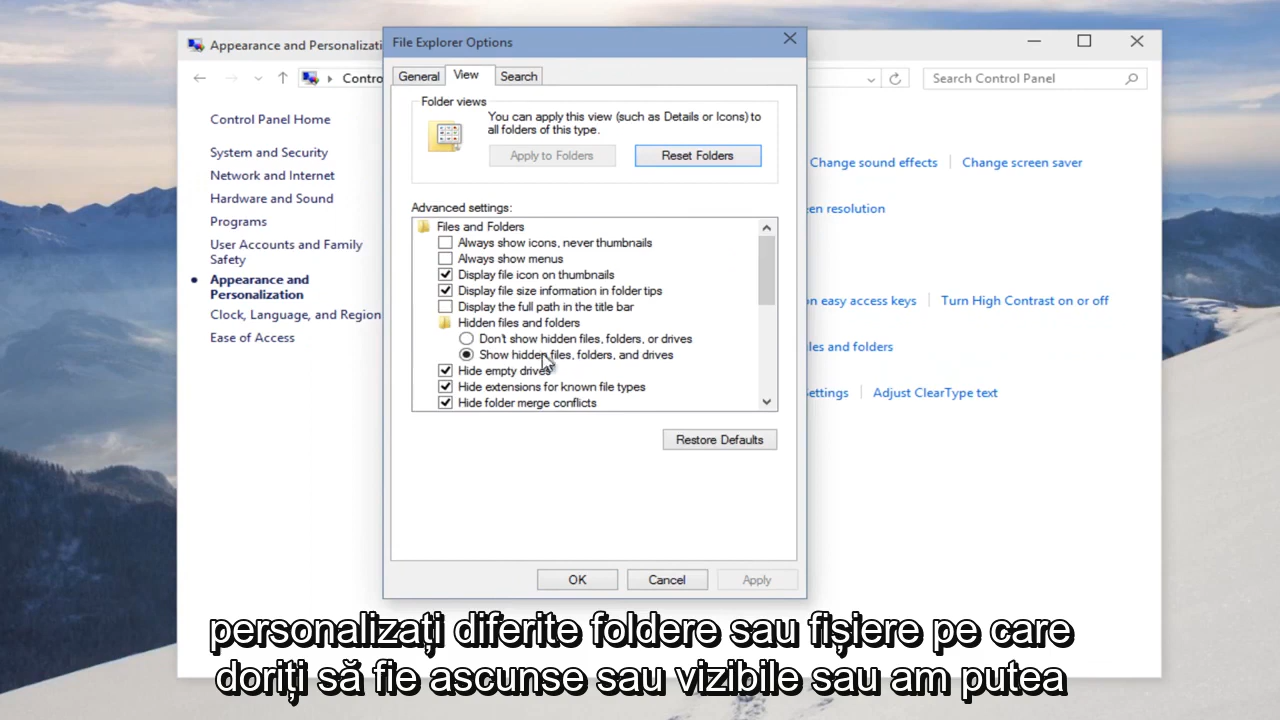 Appearance and Personalizati
File Explorer Options
Contro
Search Control Panel
General
View
Search
Control Panel Home
System and Security
Network and Internet
Hardware and Sound
Programs
User Accounts and Family
Safety
Appearance and
Personalization
Clock, Language, and Region
Ease of Access
Folder views
You can apply this view (such as Details or Icons) to
all folders of this type.
Apply to Folders
Reset Folders
Advanced settings:
Files and Folders
Always show icons, never thumbnails
Always show menus
Display file icon on thumbnails
Display file size information in folder tips
Display the full path in the title bar
Hidden files and folders
Don't show hidden files, folders, or drives
Show hidden files, folders, and drives
Hide empty drives
Hide extensions for known file types
Hide folder merge conflicts
Restore Defaults
OK
Cancel
Apply
Change sound effects
Change screen saver
en resolution
n easy access keys
Turn High Contrast on or off
les and folders
ettings
Adjust ClearType text
personalizați diferite foldere sau fișiere pe care
doriți să fie ascunse sau vizibile sau am putea